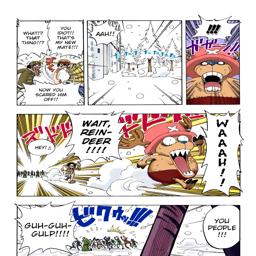 !!!
AAH!!
YOU
IDIOT!!
THAT'S MY
NEW MATE!!!
WHAT!?
THAT
THING!?
NOW YOU
SCARED HIM
OFF!!
WAAAH!!
WAIT,
REIN-
DEER
!!!!
HEY!
YOU
PEOPLE
!!!
GUH-GUH-
GULP!!!!